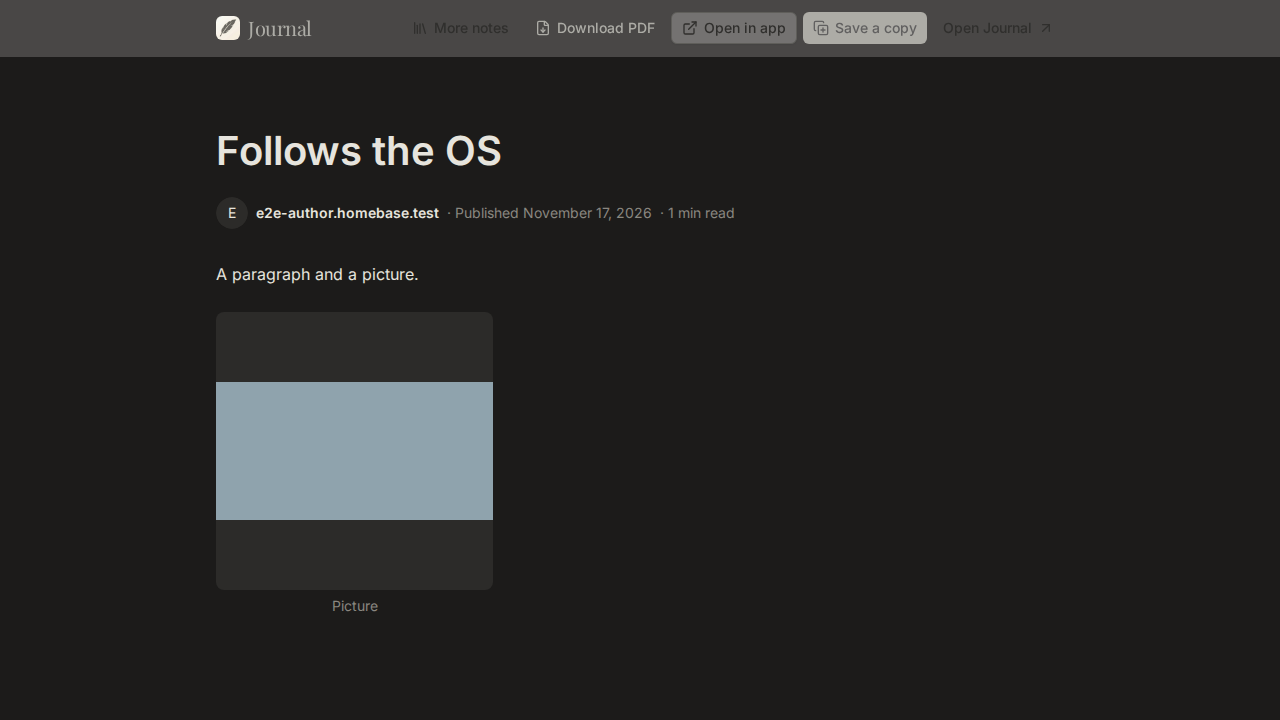 Journal
More notes
Download PDF
Open in app
Save a copy
Open Journal
Follows the OS
E
e2e-author.homebase.test · Published November 17, 2026 · 1 min read
A paragraph and a picture.
Picture